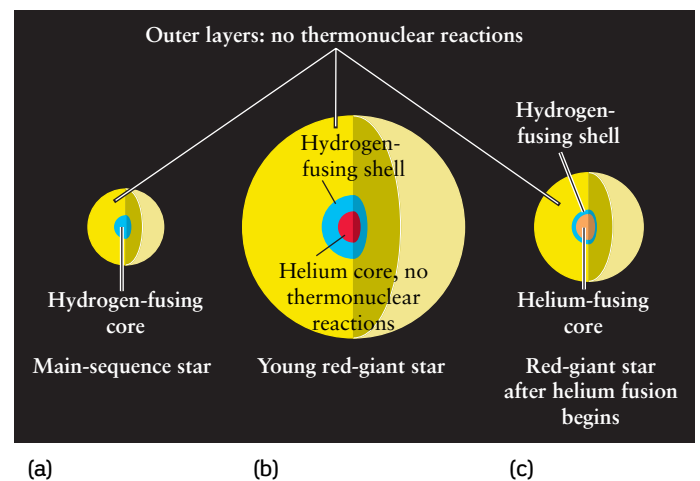 Outer layers: no thermonuclear reactions
Hydrogen-
fusing shell
Helium core, no
thermonuclear
reactions
Hydrogen-
fusing shell
Hydrogen-fusing
core
Helium-fusing
core
Main-sequence star
Young red-giant star
Red-giant star
after helium fusion
begins
(a)
(b)
(c)